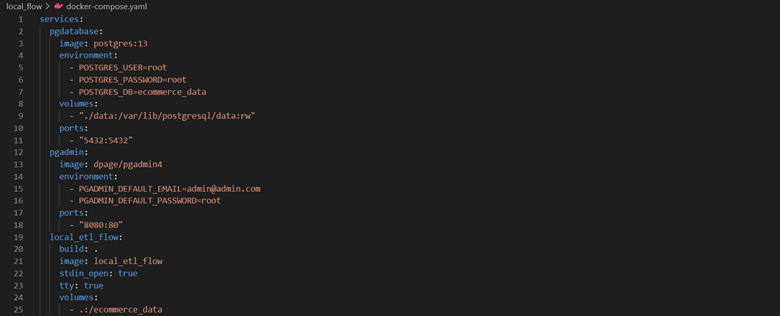 local_flow > docker-compose.yaml
1 services:
2   pgdatabase:
3     image: postgres:13
4     environment:
5       - POSTGRES_USER=root
6       - POSTGRES_PASSWORD=root
7       - POSTGRES_DB=ecommerce_data
8     volumes:
9       - "./data:/var/lib/postgresql/data:rw"
10     ports:
11       - "5432:5432"
12   pgadmin:
13     image: dpage/pgadmin4
14     environment:
15       - PGADMIN_DEFAULT_EMAIL=admin@admin.com
16       - PGADMIN_DEFAULT_PASSWORD=root
17     ports:
18       - "8080:80"
19   local_etl_flow:
20     build: .
21     image: local_etl_flow
22     stdin_open: true
23     tty: true
24     volumes:
25       - .:/ecommerce_data